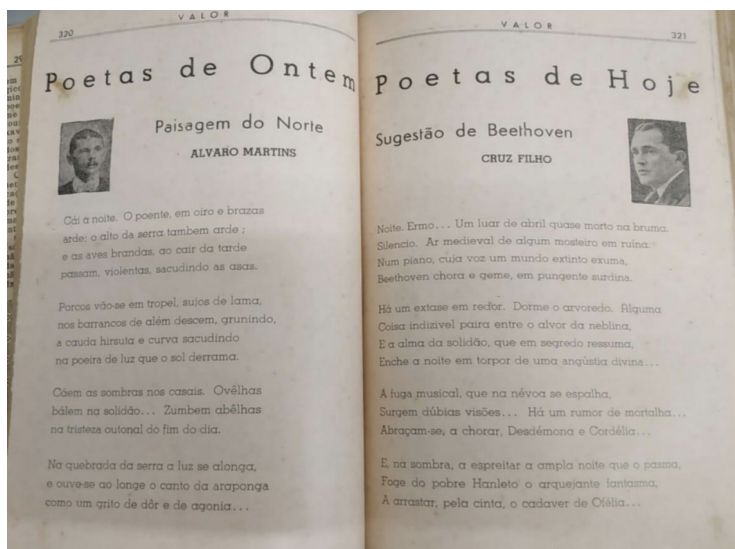 VALOR
320
Poetas de Ontem
Paisagem do Norte
ALVARO MARTINS
Cái a noite. O poente, em oiro e brazas
arde; o alto da serra tambem arde ;
e as aves brandas, ao cair da tarde
passam, violentas, sacudindo as asas.
Porcos vão-se em tropel, sujos de lama,
nos barrancos de além descem, grunindo,
a cauda hirsuta e curva sacudindo
na poeira de luz que o sol derrama.
Cáem as sombras nos casais. Ovêlhas
bálem na solidão... Zumbem abêlhas
na tristeza outonal do fim do dia.
Na quebrada da serra a luz se alonga,
e ouve-se ao longe o canto da araponga
como um grito de dôr e de agonia...
VALOR
321
Poetas de Hoje
Sugestão de Beethoven
CRUZ FILHO
Noite. Ermo... Um luar de abril quase morto na bruma.
Silencio. Ar medieval de algum mosteiro em ruina.
Num piano, cuja voz um mundo extinto exuma,
Beethoven chora e geme, em pungente surdina.
Há um extase em redor. Dorme o arvoredo. Alguma
Coisa indizivel paira entre o alvor da neblina,
E a alma da solidão, que em segredo ressuma,
Enche a noite em torpor de uma angústia divina...
A fuga musical, que na névoa se espalha,
Surgem dúbias visões... Há um rumor de mortalha...
Abraçam-se, a chorar, Desdémona e Cordélia...
E, na sombra, a espreitar a ampla noite que o pasma,
Foge do pobre Hanleto o arquejante fantasma,
A arrastar, pela cinta, o cadaver de Ofélia...